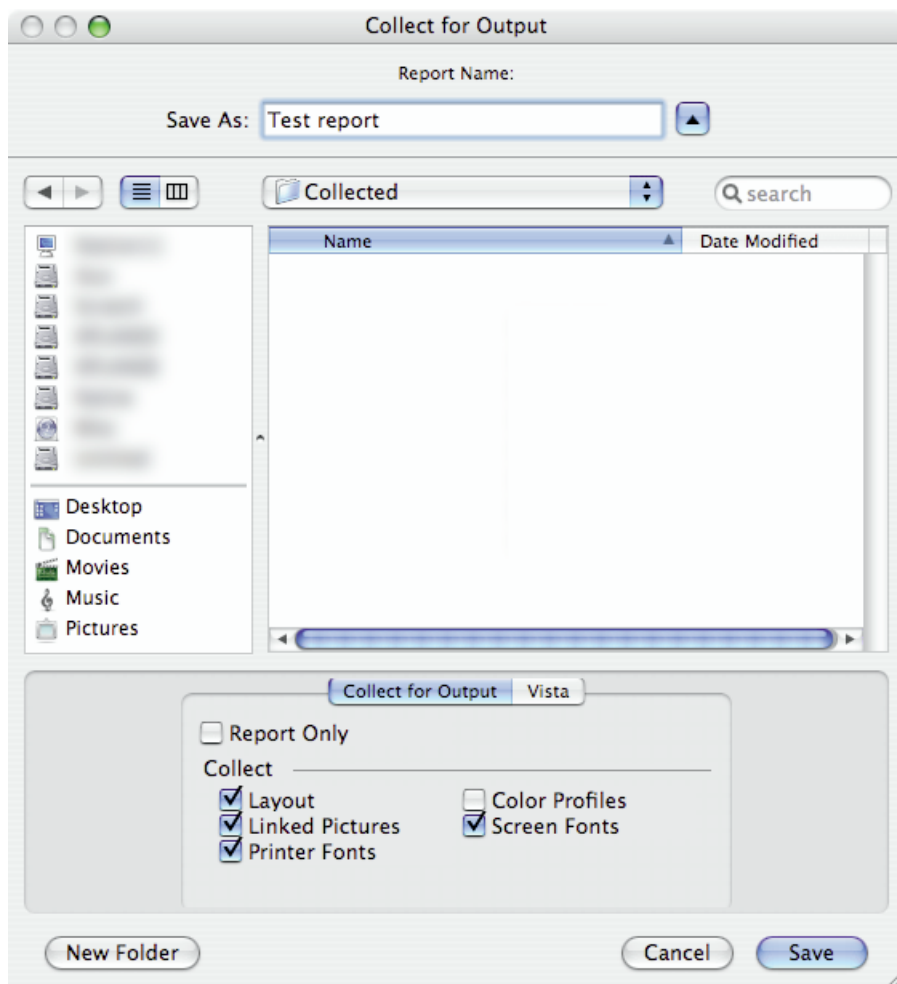 Collect for Output
Report Name:
Save As: Test report
Collected
search
Name Date Modified
Desktop
Documents
Movies
Music
Pictures
Collect for Output Vista
Report Only
Collect
Layout Color Profiles
Linked Pictures Screen Fonts
Printer Fonts
New Folder Cancel Save